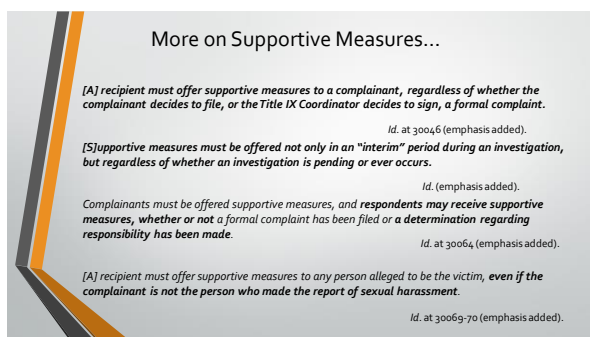 More on Supportive Measures…
[A] recipient must offer supportive measures to a complainant, regardless of whether the
complainant decides to file, or the Title IX Coordinator decides to sign, a formal complaint.
Id. at 30046 (emphasis added).
[S]upportive measures must be offered not only in an “interim” period during an investigation,
but regardless of whether an investigation is pending or ever occurs.
Id. (emphasis added).
Complainants must be offered supportive measures, and respondents may receive supportive
measures, whether or not a formal complaint has been filed or a determination regarding
responsibility has been made.
Id. at 30064 (emphasis added).
[A] recipient must offer supportive measures to any person alleged to be the victim, even if the
complainant is not the person who made the report of sexual harassment.
Id. at 30069-70 (emphasis added).